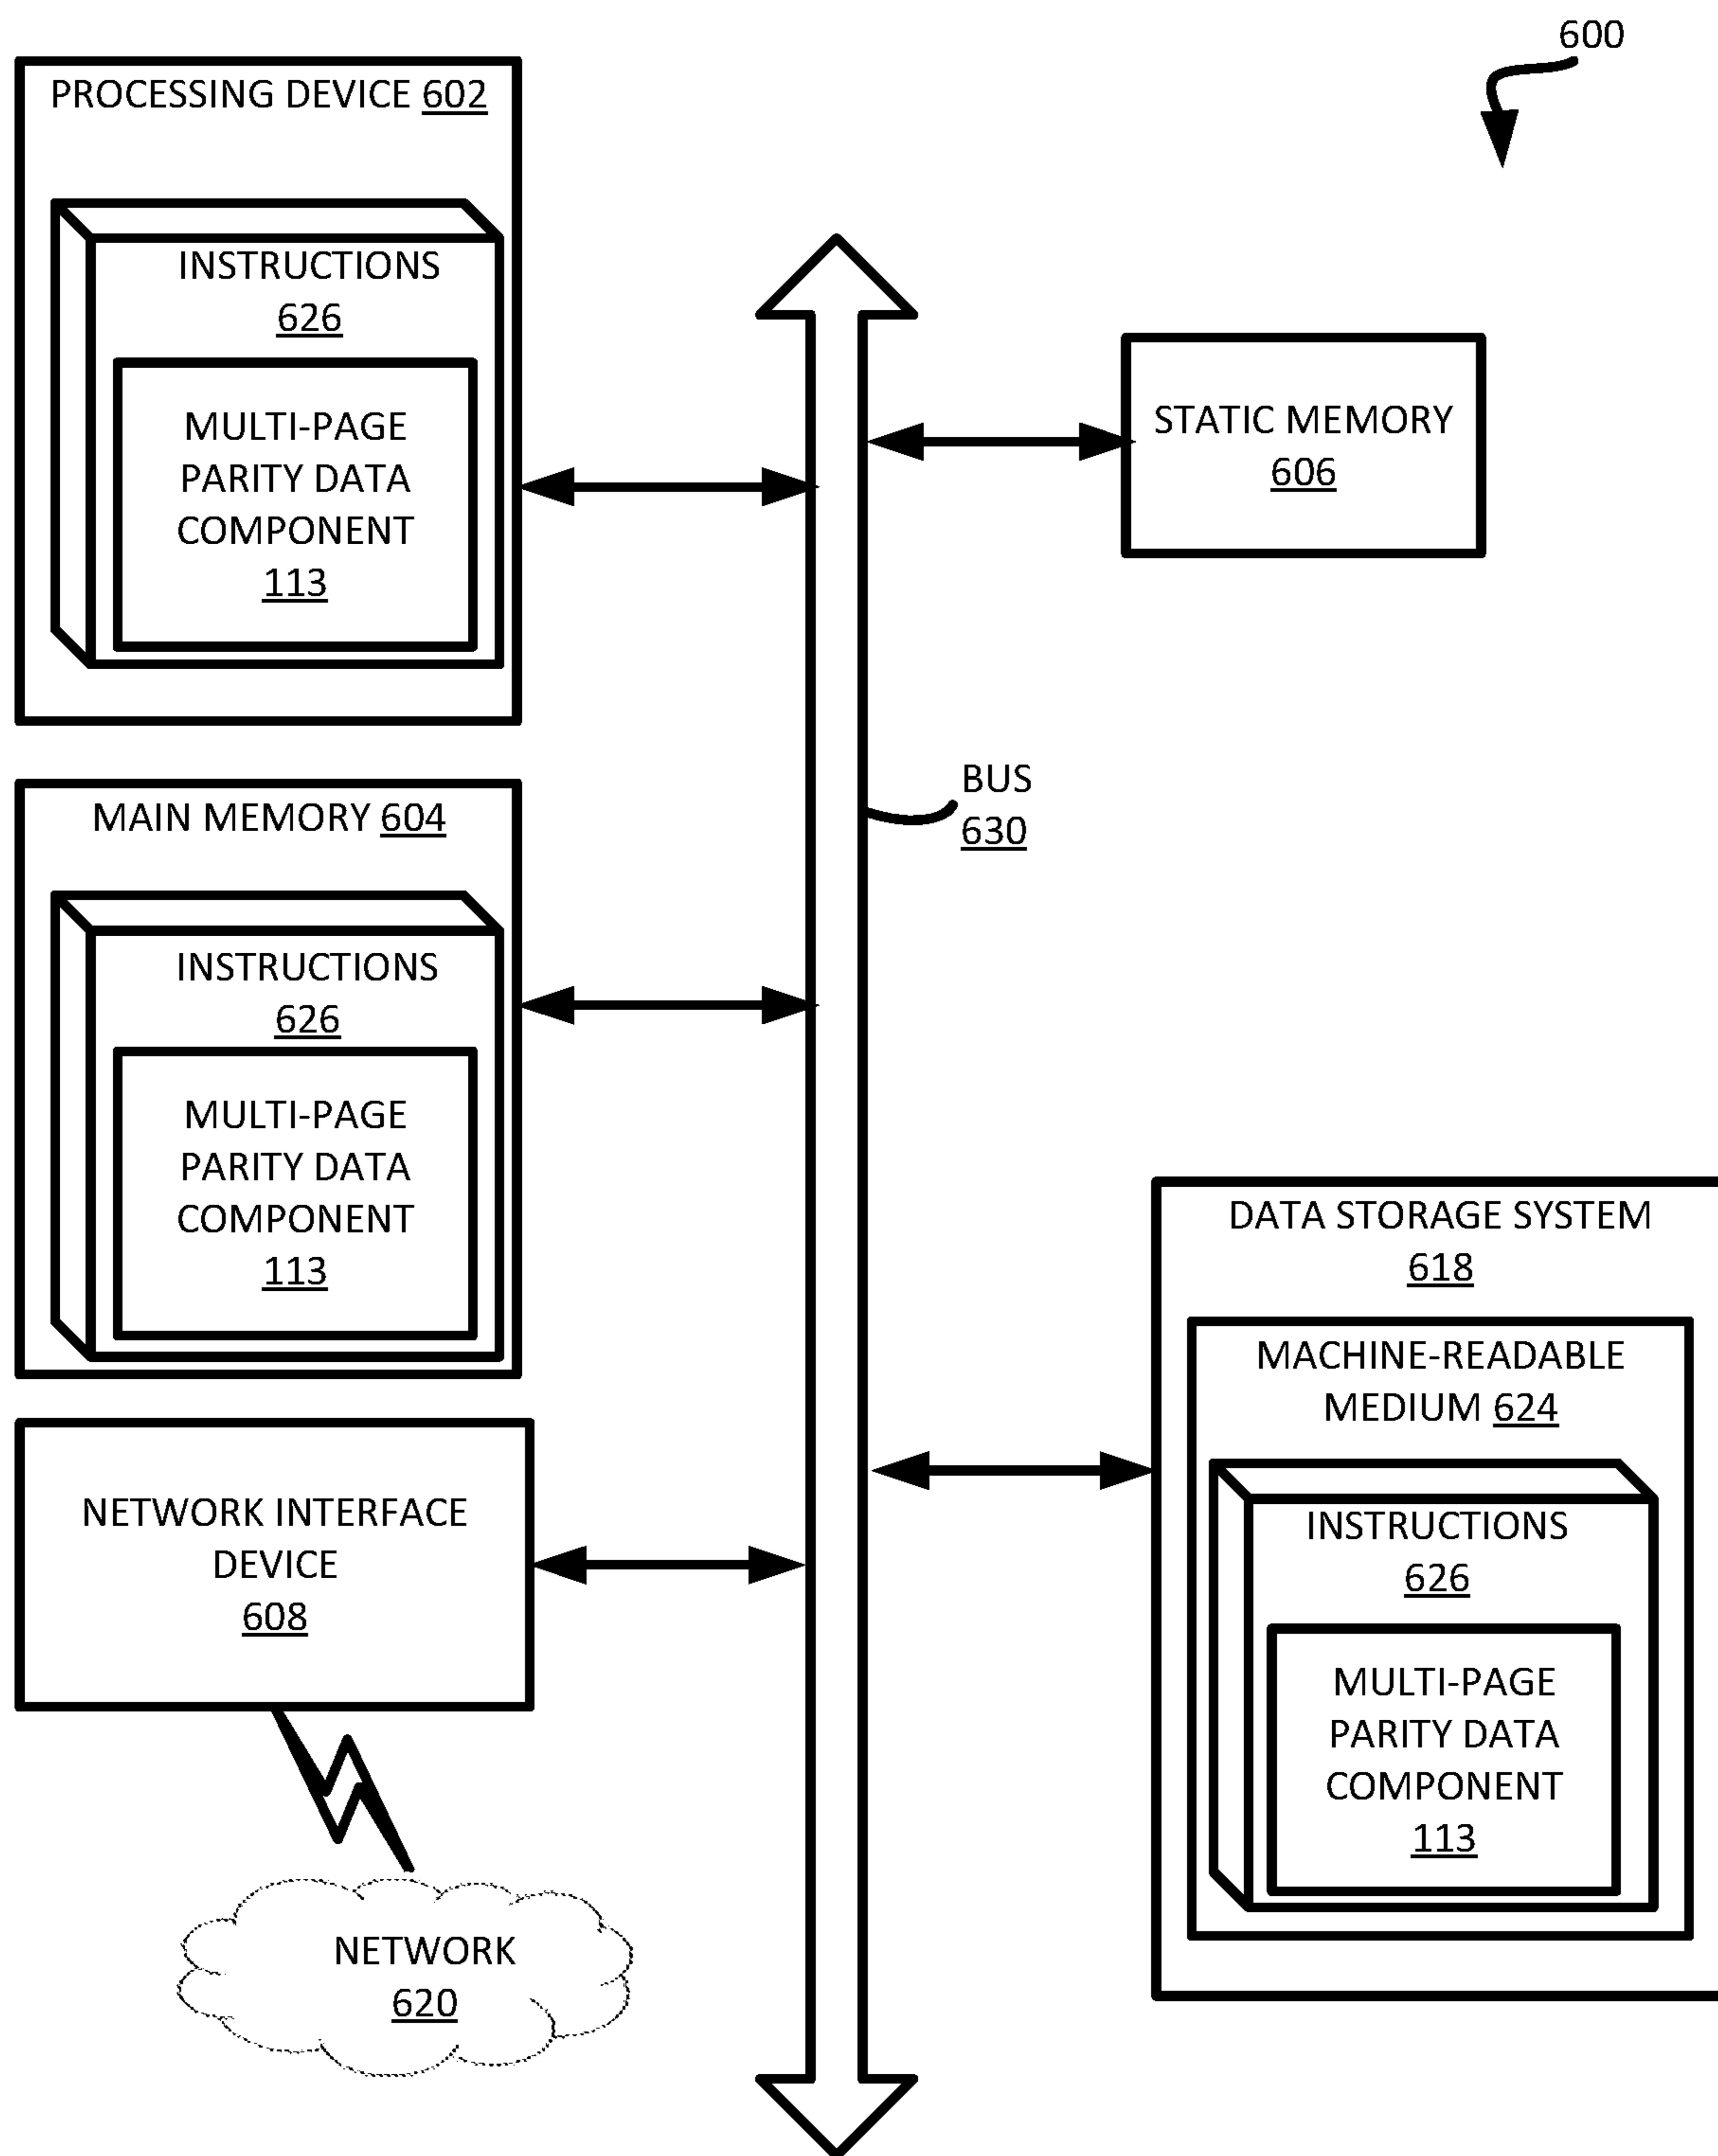 600
PROCESSING DEVICE 602
INSTRUCTIONS
626
MULTI-PAGE
PARITY DATA
COMPONENT
113
STATIC MEMORY
606
BUS
630
MAIN MEMORY 604
INSTRUCTIONS
626
MULTI-PAGE
PARITY DATA
COMPONENT
113
DATA STORAGE SYSTEM
618
MACHINE-READABLE
MEDIUM 624
INSTRUCTIONS
626
MULTI-PAGE
PARITY DATA
COMPONENT
113
NETWORK INTERFACE
DEVICE
608
NETWORK
620